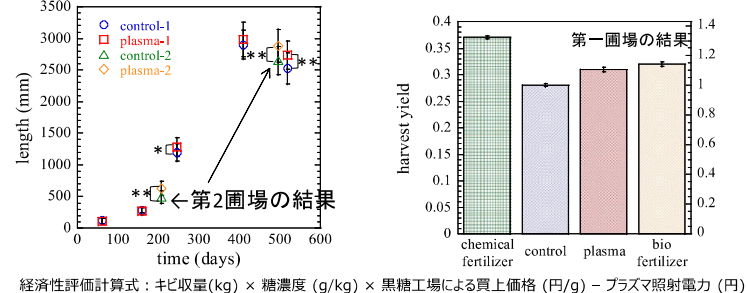 3500
3000
2500
2000
1500
1000
500
0
length (mm)
control-1
plasma-1
control-2
plasma-2
**
**
*
**
←第2圃場の結果
0 100 200 300 400 500 600
time (days)
0.4
0.35
0.3
0.25
0.2
0.15
0.1
0.05
0
harvest yield
第一圃場の結果
1.4
1.2
1
0.8
0.6
0.4
0.2
0
chemical fertilizer
control
plasma
bio fertilizer
経済性評価計算式：キビ収量(kg) × 糖濃度 (g/kg) × 黒糖工場による買上価格 (円/g) − プラズマ照射電力 (円)